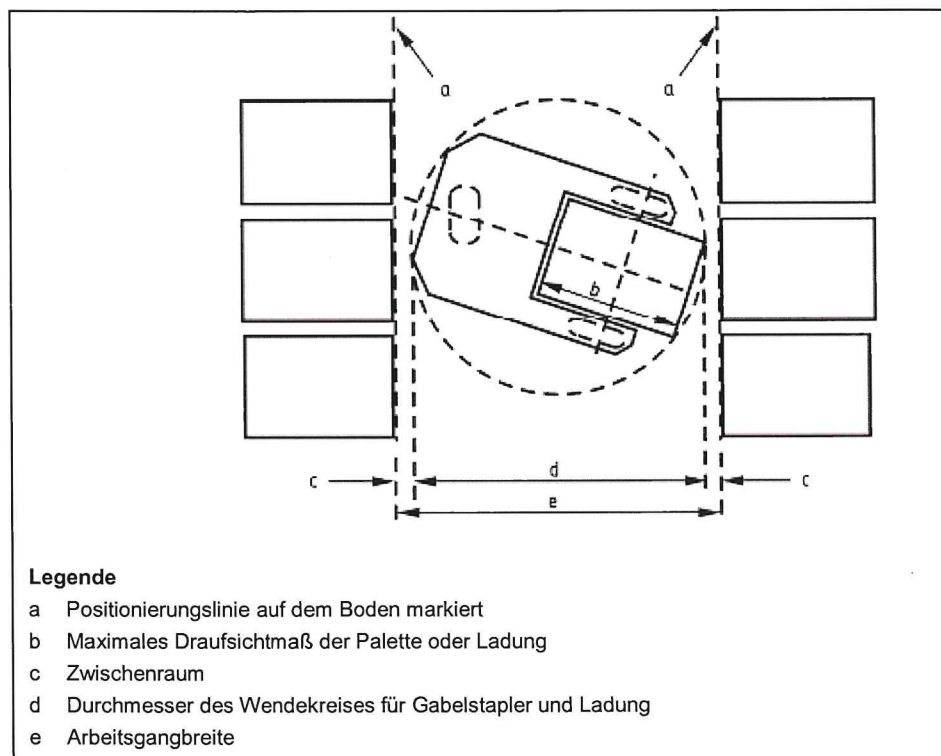 a a
b
c d c
e
Legende
a Positionierungslinie auf dem Boden markiert
b Maximales Draufsichtmaß der Palette oder Ladung
c Zwischenraum
d Durchmesser des Wendekreises für Gabelstapler und Ladung
e Arbeitsgangbreite